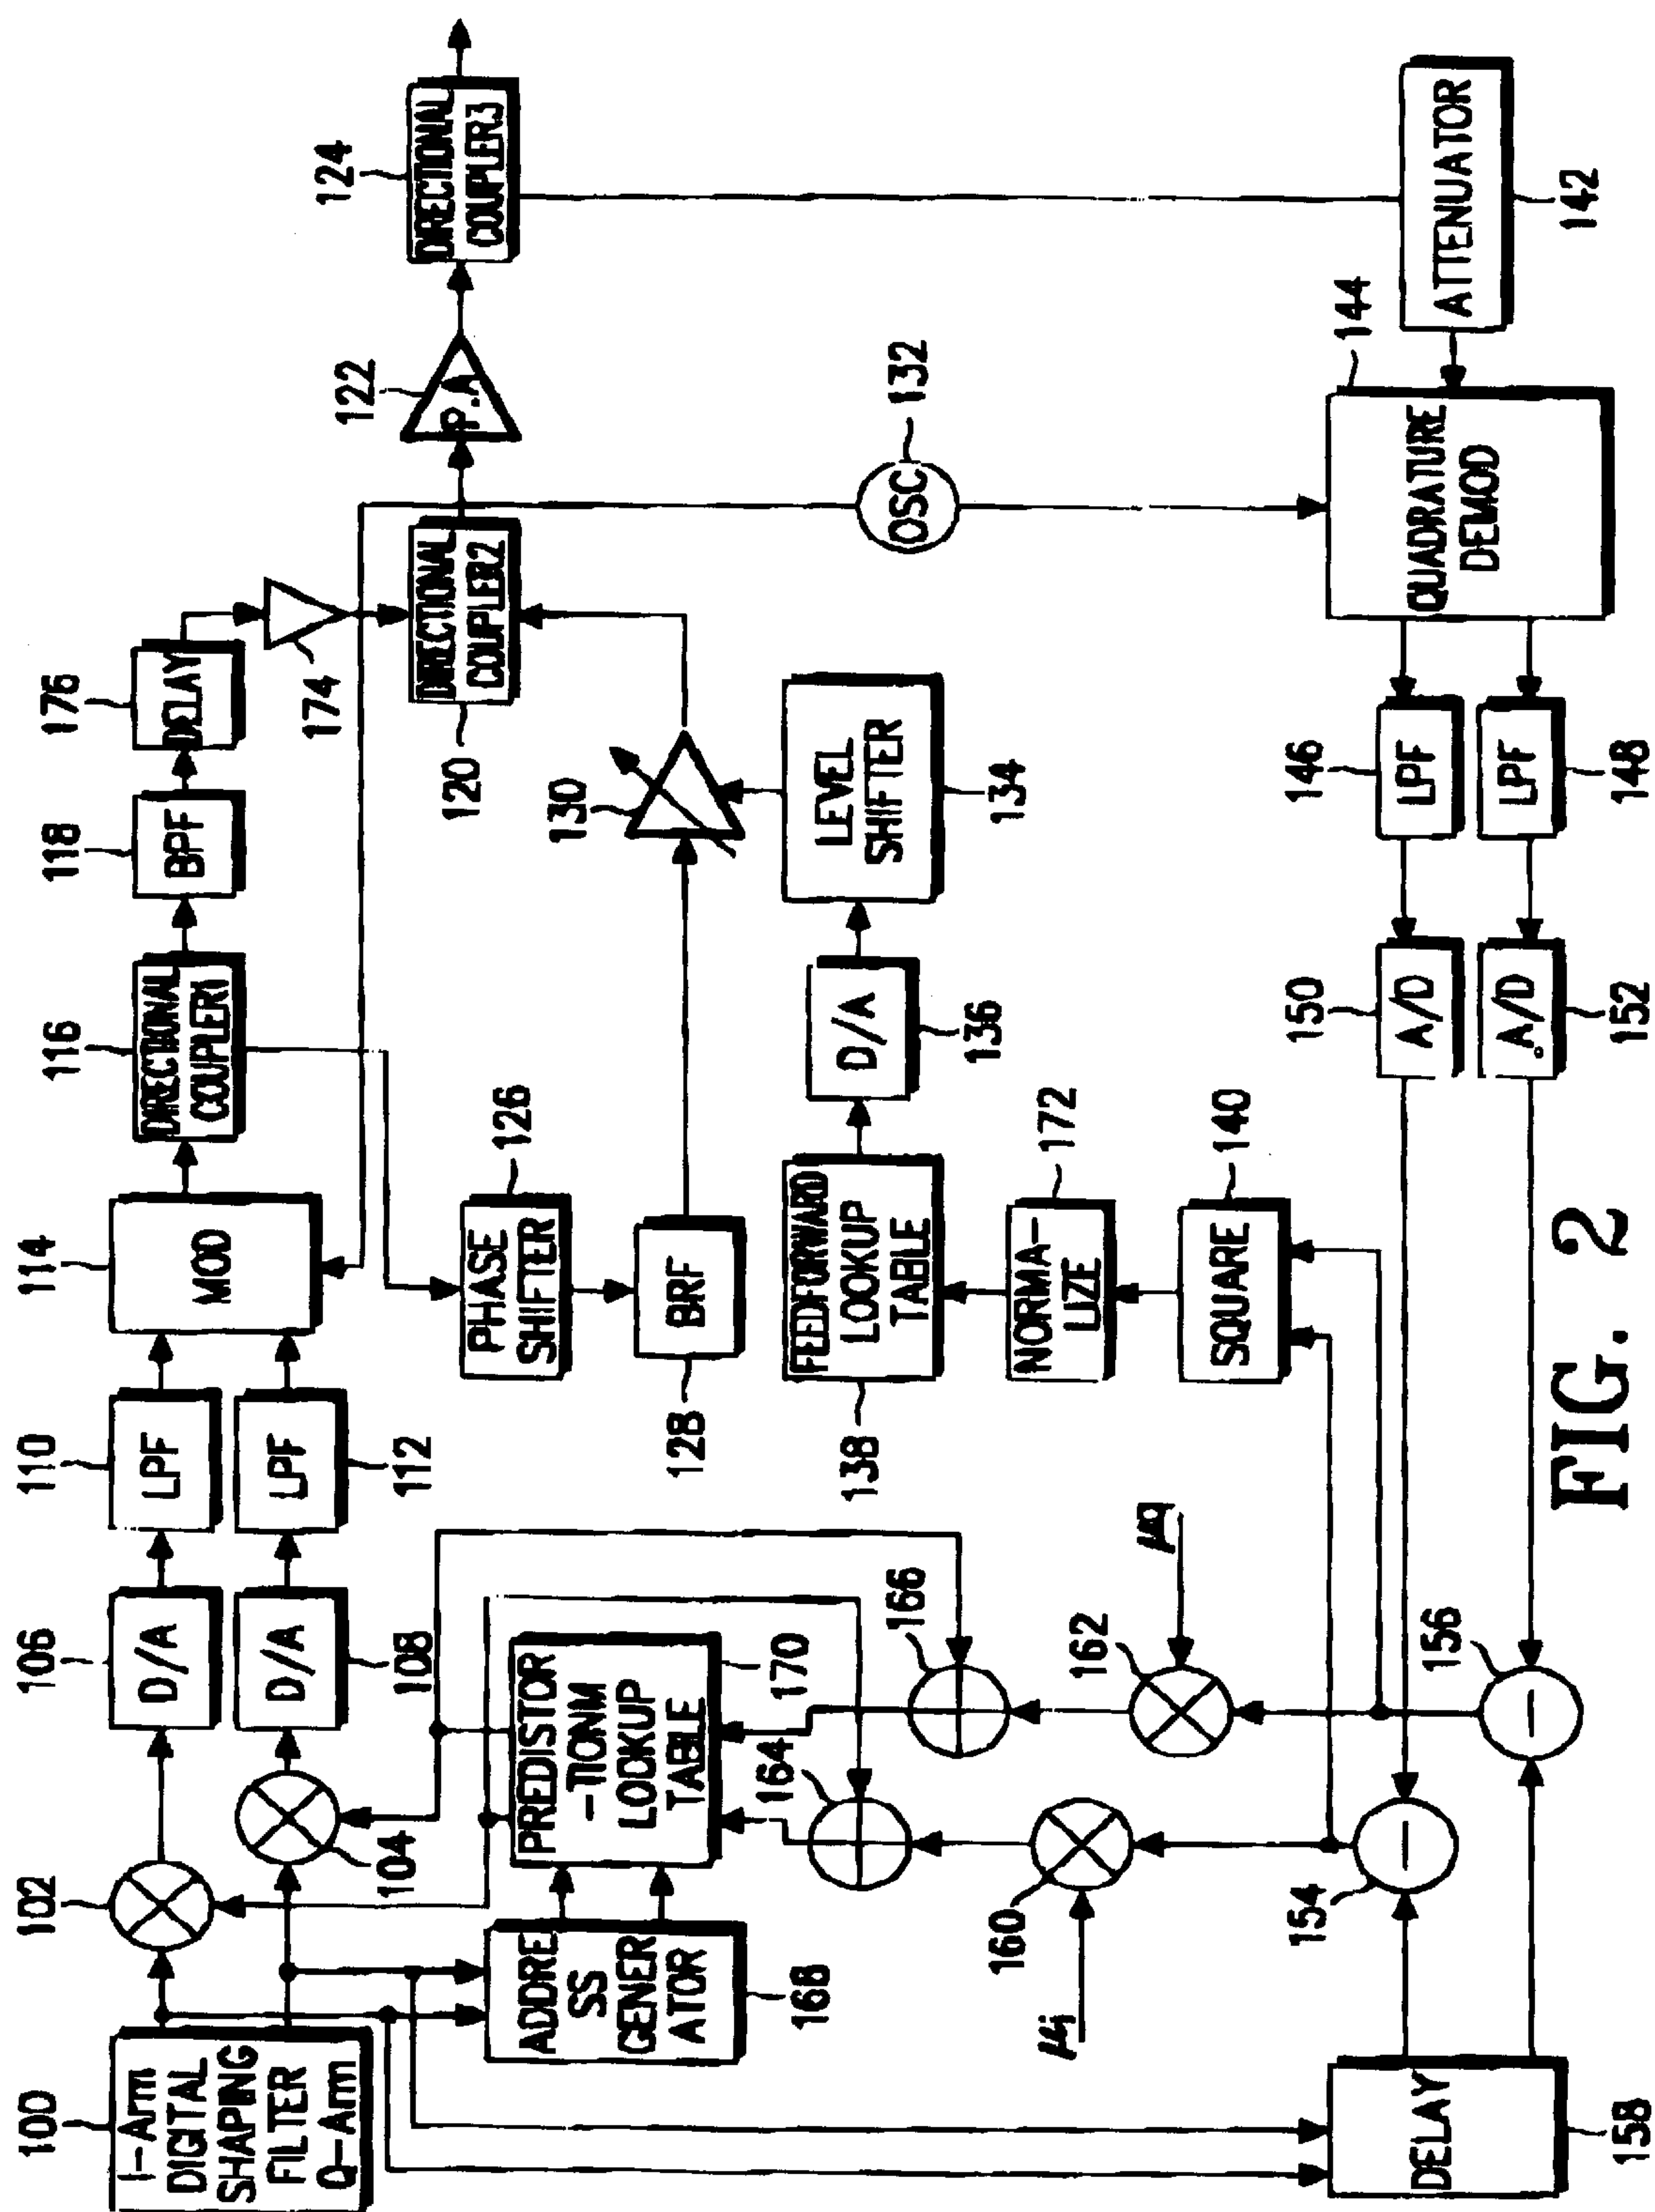 100
I-Arm
DIGITAL
SHAPING
FILTER
Q-Arm
102
104
106
D/A
D/A
108
110
LPF
LPF
112
114
MOD
116
DIRECTIONAL
COUPLER1
118
BPF
176
DELAY
174
120
DIRECTIONAL
COUPLER2
122
P.A
124
DIRECTIONAL
COUPLER3
126
PHASE
SHIFTER
BRF
128
130
OSC
132
LEVEL
SHIFTER
134
D/A
136
FEEDFORWARD
LOOKUP
TABLE
138
NORMA-
LIZE
172
SQUARE
140
ADDRE
SS
GENER
ATOR
168
PREDISTOR
-TIONM
LOOKUP
TABLE
170
164
166
160
μi
162
μq
154
156
DELAY
158
150
A/D
A/D
152
146
LPF
LPF
148
144
QUADRATURE
DEMOD
ATTENUATOR
142
FIG. 2